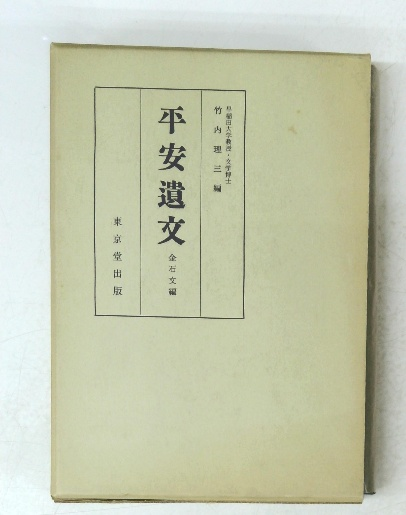 早稲田大学教授・文学博士
竹内理三編
平安遺文
金石文編
東京堂出版